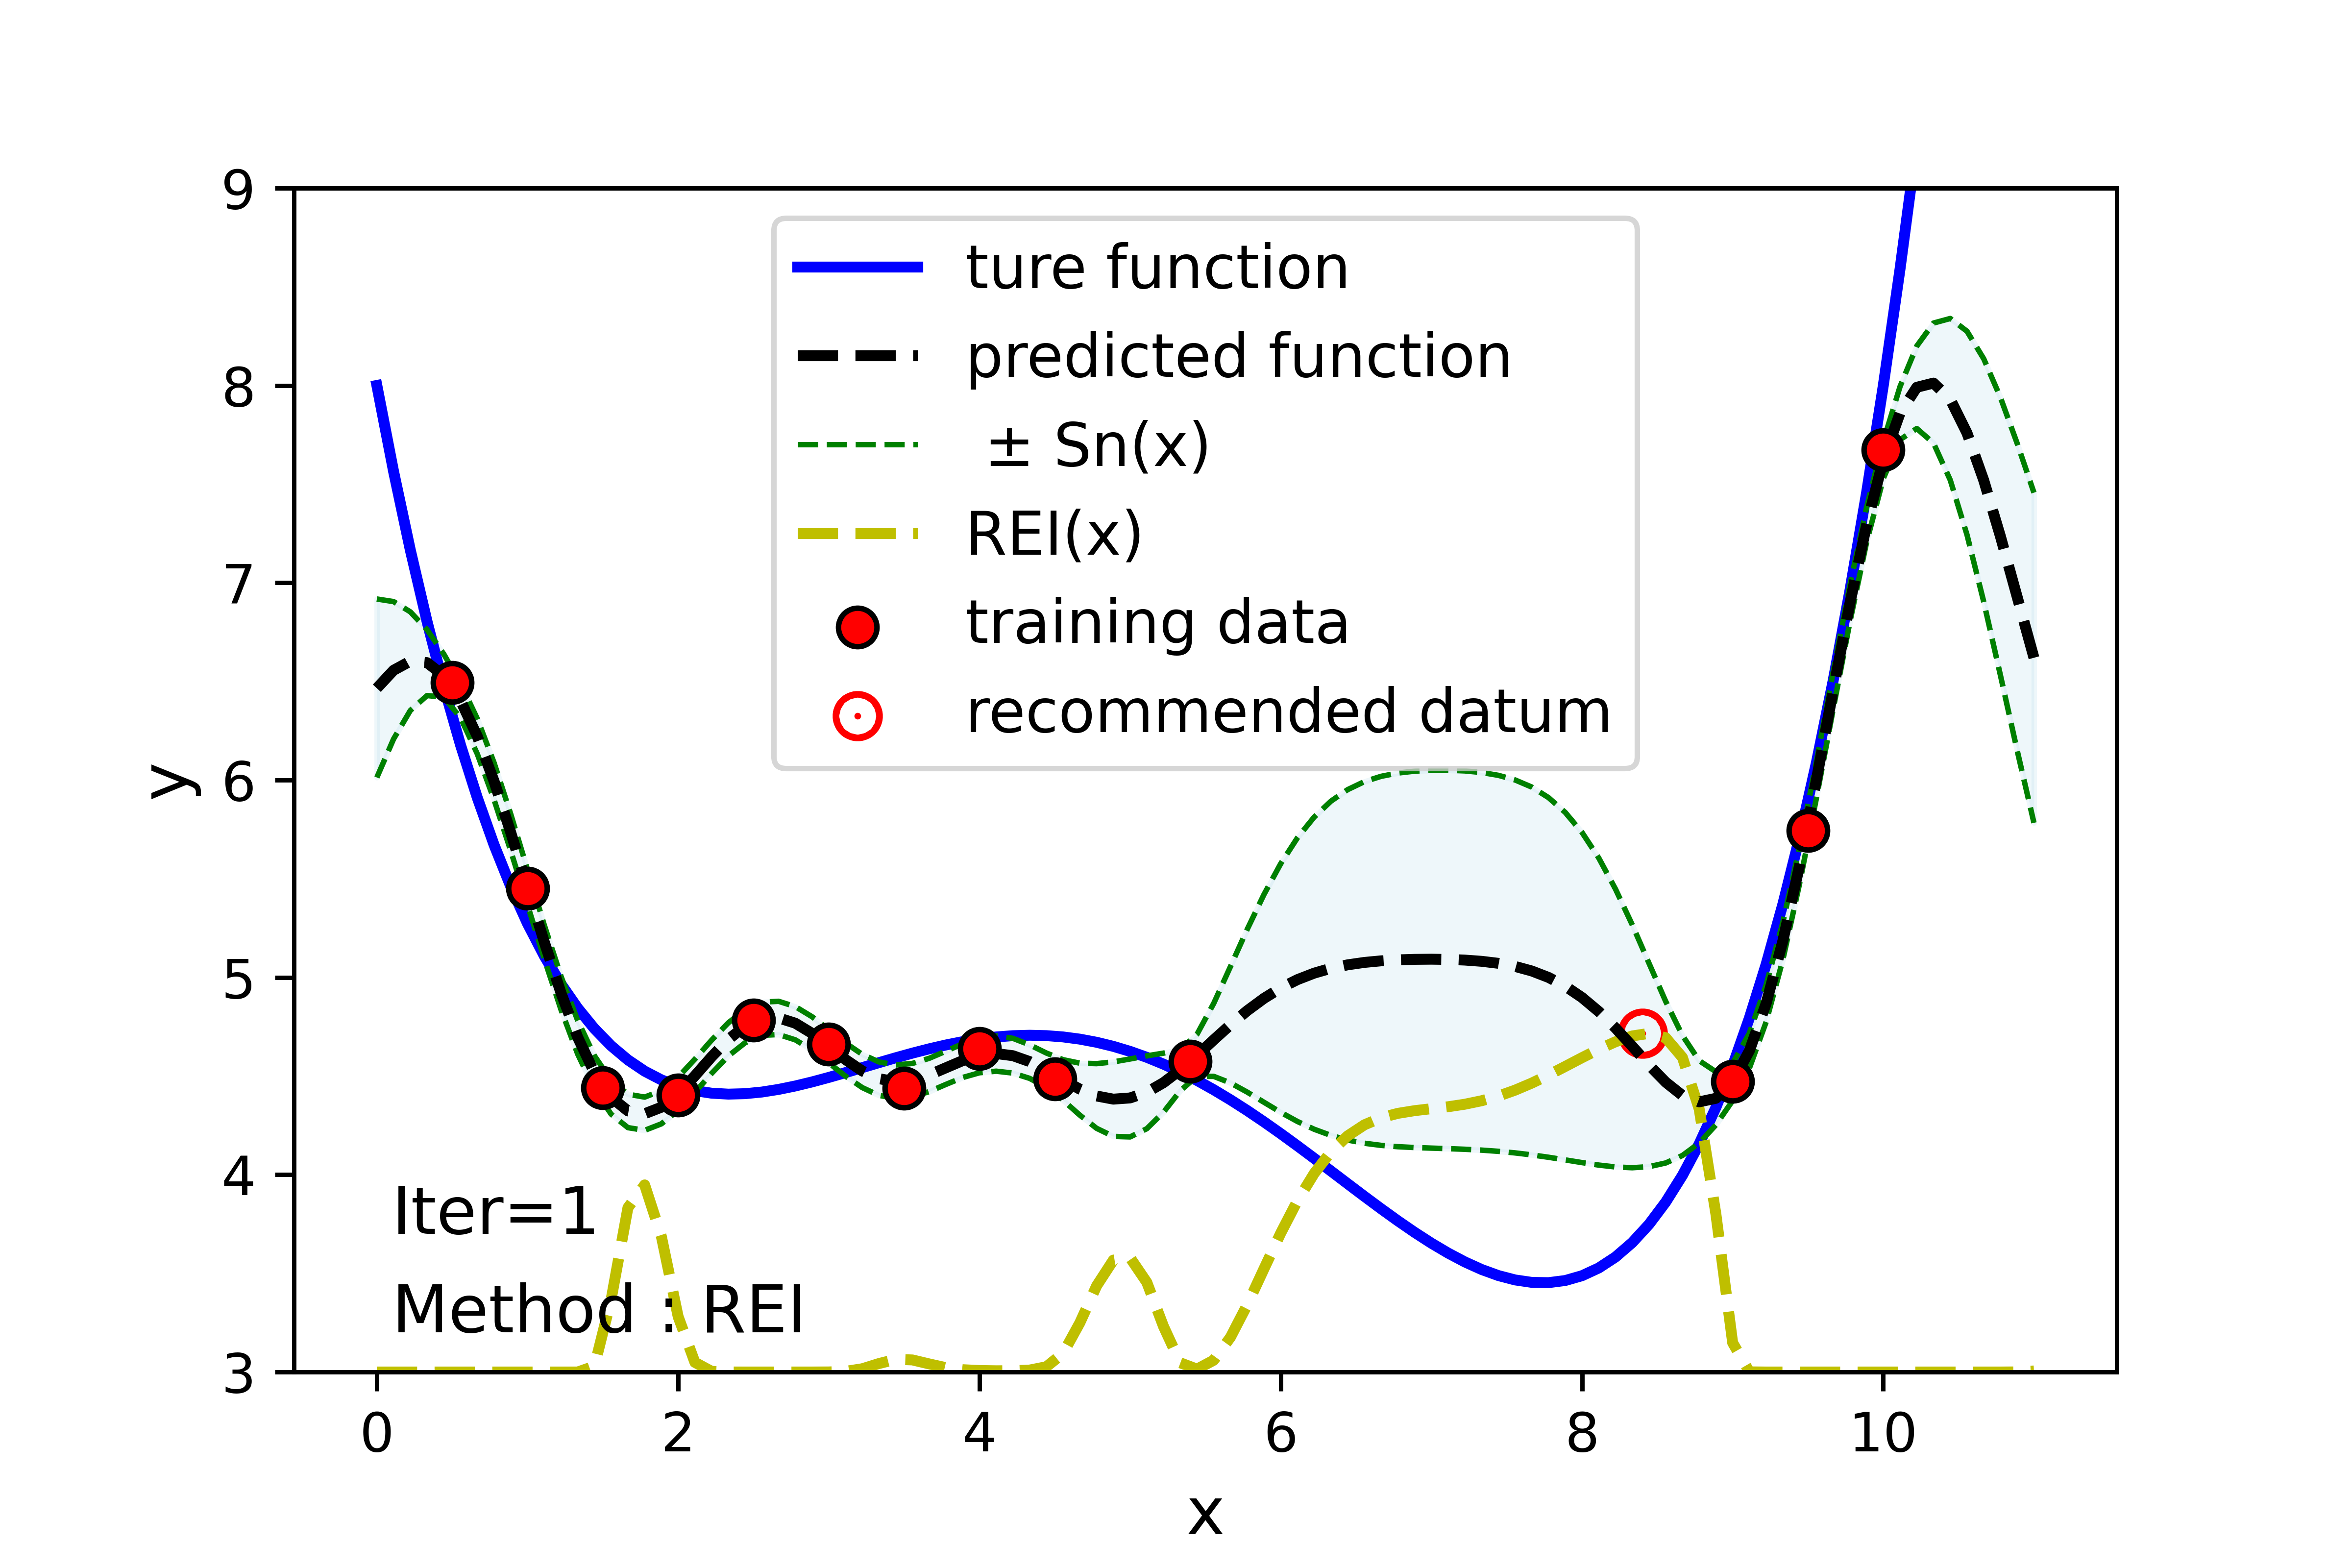 9
8
7
6
5
4
3
y
ture function
predicted function
± Sn(x)
REI(x)
training data
recommended datum
Iter=1
Method : REI
0 2 4 6 8 10
x